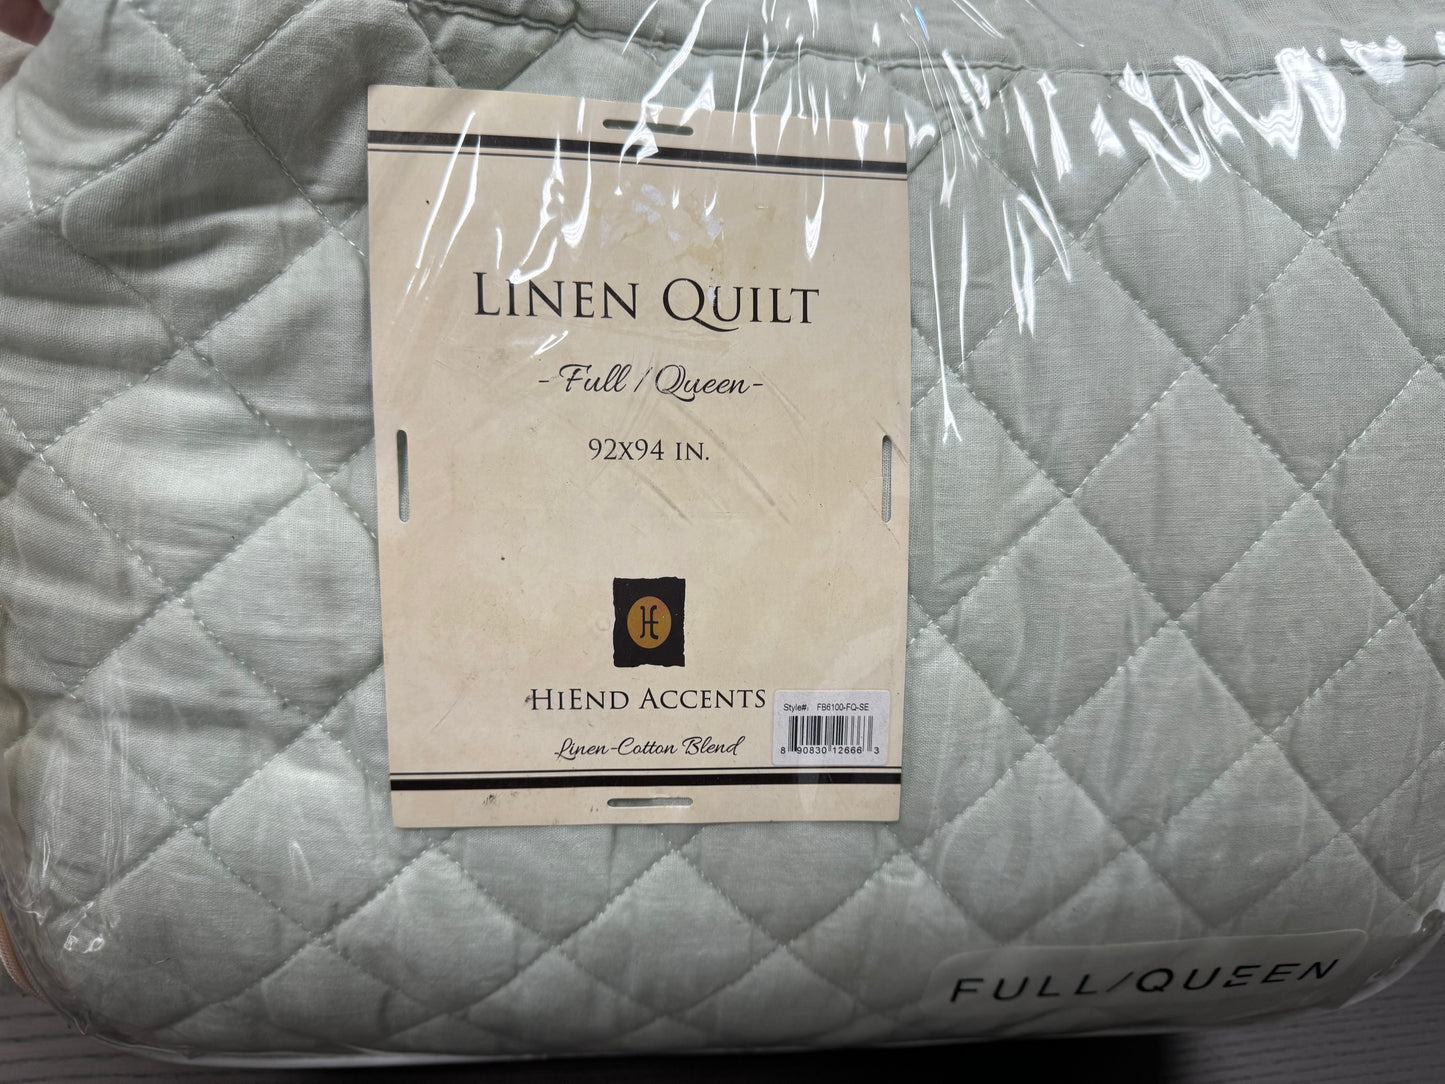 LINEN QUILT
- Full / Queen -
92X94 IN.
H
HIEND ACCENTS
Linen-Cotton Blend
Style#: FB6100-FQ-SE
8 90830 12666 3
FULL/QUEEN